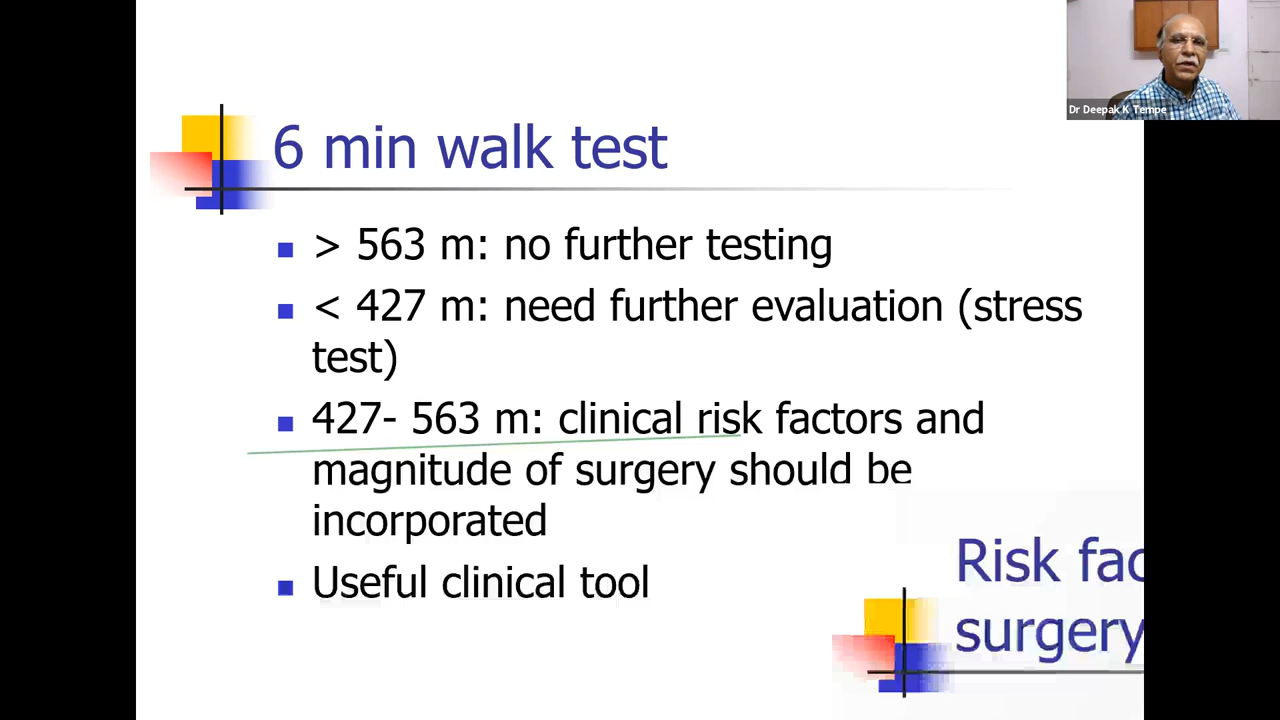 Dr Deepak K Tempe
6 min walk test
> 563 m: no further testing
< 427 m: need further evaluation (stress
test)
427- 563 m: clinical risk factors and
magnitude of surgery should be
incorporated
Useful clinical tool
Risk fac
surgery